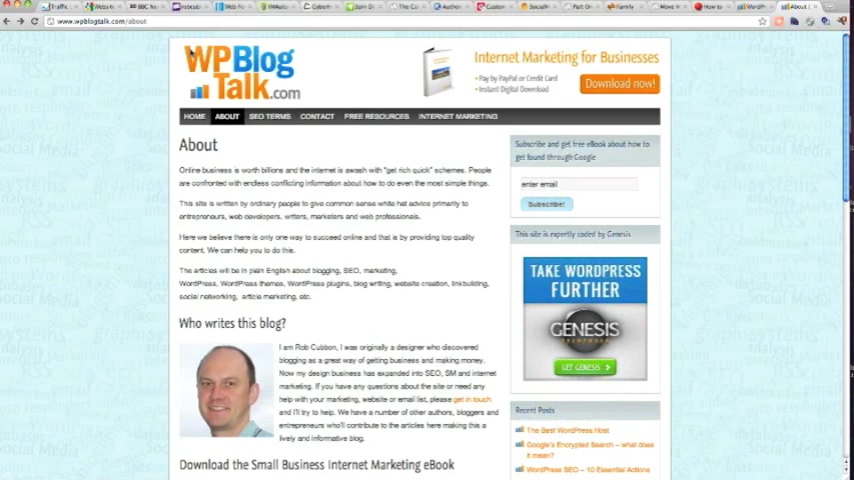 www.wpblogtalk.com/about
WPBlog
Talk.com
Internet Marketing for Businesses
• Pay by PayPal or Credit Card
• Instant Digital Download
Download now!
HOME ABOUT SEO TERMS CONTACT FREE RESOURCES INTERNET MARKETING
About
Online business is worth billions and the internet is awash with "get rich quick" schemes. People
are confronted with endless conflicting information about how to do even the most simple things.
This site is written by ordinary people to give common sense white hat advice primarily to
entrepreneurs, web developers, writers, marketers and web professionals.
Here we believe there is only one way to succeed online and that is by providing top quality
content. We can help you to do this.
The articles will be in plain English about blogging, SEO, marketing,
WordPress, WordPress themes, WordPress plugins, blog writing, website creation, linkbuilding,
social networking, article marketing, etc.
Who writes this blog?
I am Rob Cubbon, I was originally a designer who discovered
blogging as a great way of getting business and making money.
Now my design business has expanded into SEO, SM and internet
marketing. If you have any questions about the site or need any
help with your marketing, website or email list, please get in touch
and I'll try to help. We have a number of other authors, bloggers and
entrepreneurs who'll contribute to the articles here making this a
lively and informative blog.
Download the Small Business Internet Marketing eBook
Subscribe and get free eBook about how to
get found through Google
enter email
Subscribe!
This site is expertly coded by Genesis
TAKE WORDPRESS
FURTHER
GENESIS
FRAMEWORK
GET GENESIS
Recent Posts
The Best WordPress Host
Google's Encrypted Search – what does
it mean?
WordPress SEO – 10 Essential Actions